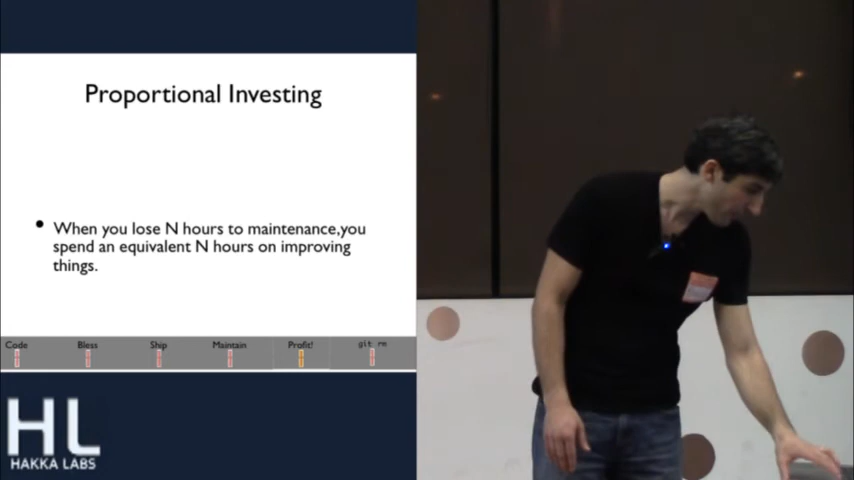 Proportional Investing
• When you lose N hours to maintenance,you
spend an equivalent N hours on improving
things.
Code Bless Ship Maintain Profit! git rm
HL
HAKKA LABS